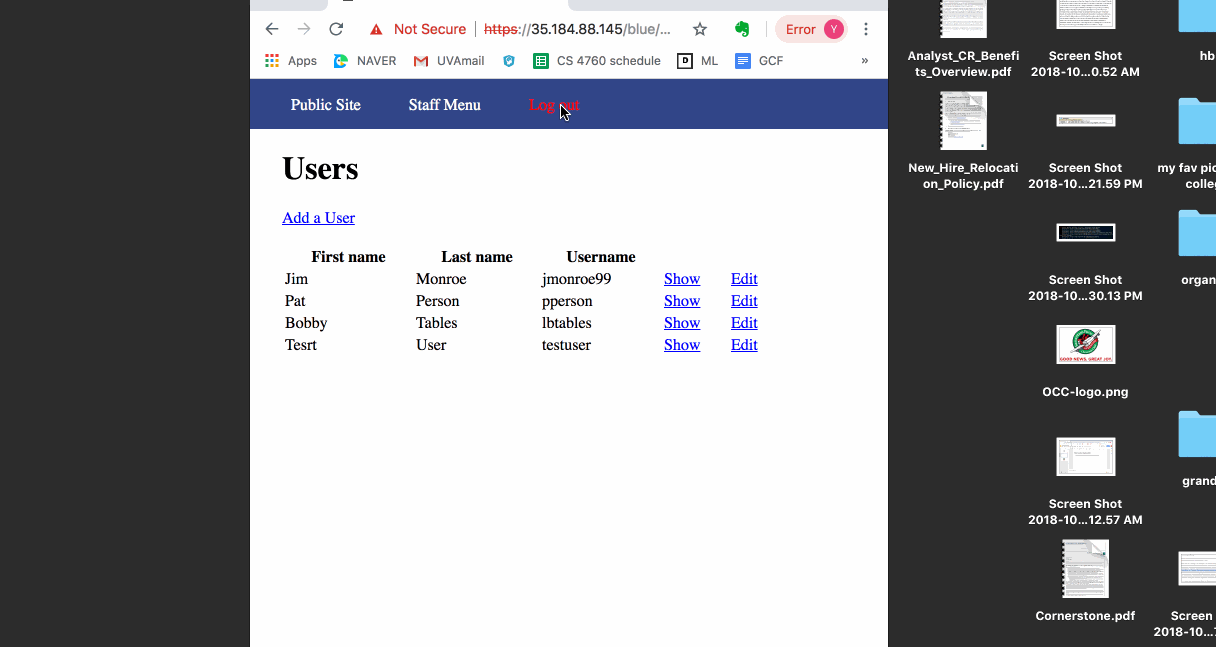 Not Secure https://35.184.88.145/blue/... Error Y
Apps NAVER UVAmail CS 4760 schedule D ML GCF »
Public Site Staff Menu Log out
Users
Add a User
First name Last name Username
Jim Monroe jmonroe99 Show Edit
Pat Person pperson Show Edit
Bobby Tables lbtables Show Edit
Tesrt User testuser Show Edit
Analyst_CR_Benefi
ts_Overview.pdf
Screen Shot
2018-10...0.52 AM
hb
New_Hire_Relocati
on_Policy.pdf
Screen Shot
2018-10...21.59 PM
my fav pic
colleg
Screen Shot
2018-10...30.13 PM
organ
GOOD NEWS. GREAT JOY.
OCC-logo.png
Screen Shot
2018-10...12.57 AM
grand
Cornerstone.pdf
Screen
2018-10...